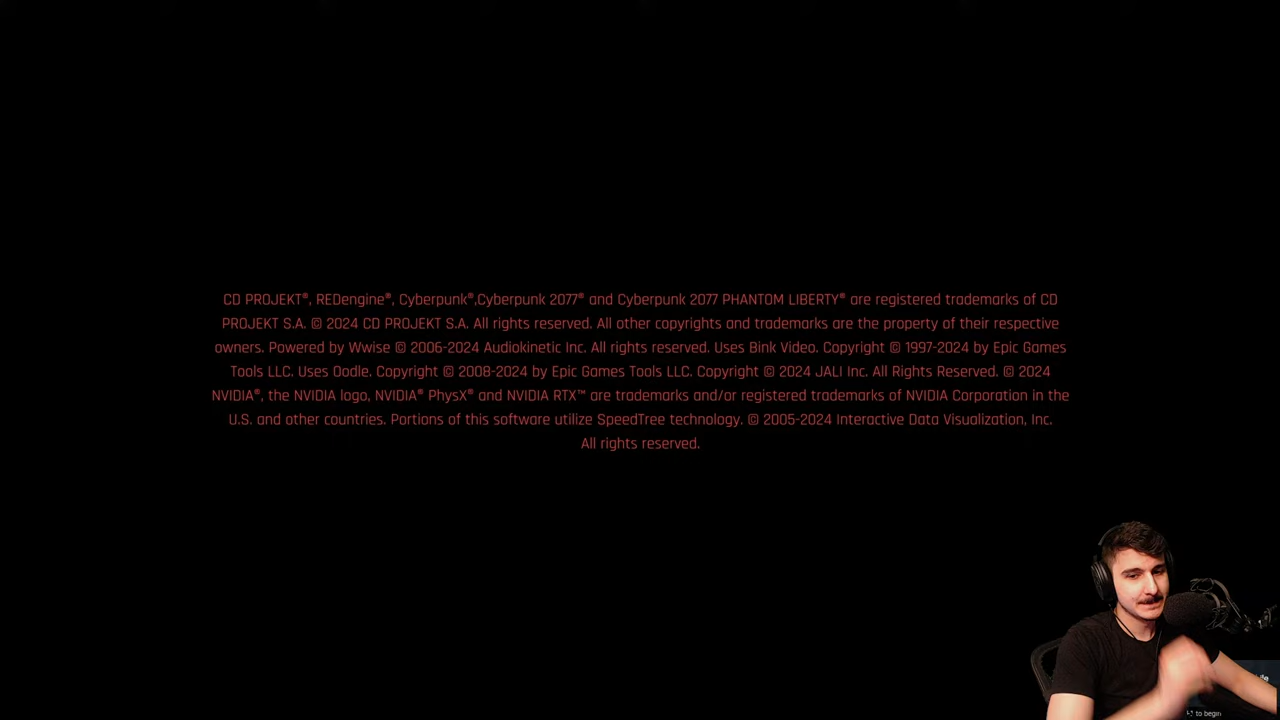 CD PROJEKT®, REDengine®, Cyberpunk®,Cyberpunk 2077® and Cyberpunk 2077 PHANTOM LIBERTY® are registered trademarks of CD
PROJEKT S.A. © 2024 CD PROJEKT S.A. All rights reserved. All other copyrights and trademarks are the property of their respective
owners. Powered by Wwise © 2006-2024 Audiokinetic Inc. All rights reserved. Uses Bink Video. Copyright © 1997-2024 by Epic Games
Tools LLC. Uses Oodle. Copyright © 2008-2024 by Epic Games Tools LLC. Copyright © 2024 JALI Inc. All Rights Reserved. © 2024
NVIDIA®, the NVIDIA logo, NVIDIA® PhysX® and NVIDIA RTX™ are trademarks and/or registered trademarks of NVIDIA Corporation in the
U.S. and other countries. Portions of this software utilize SpeedTree technology. © 2005-2024 Interactive Data Visualization, Inc.
All rights reserved.
to begin